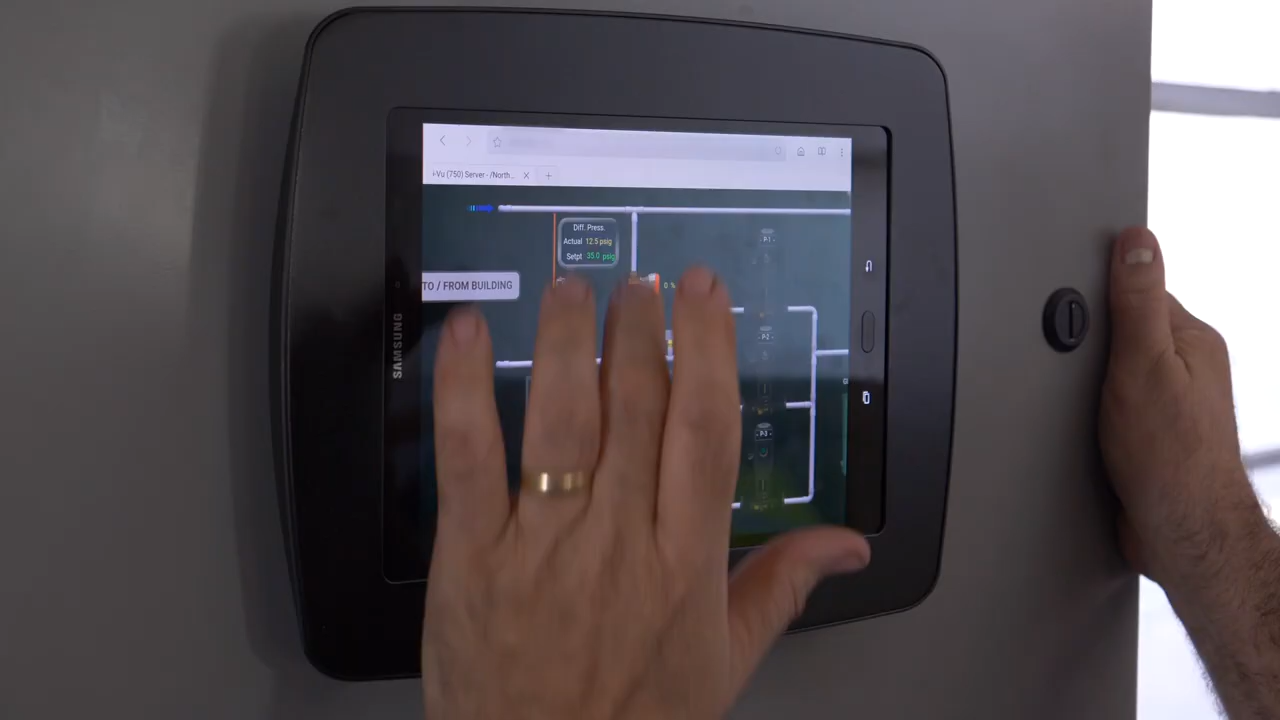 i-Vu (750) Server - /North...
Diff. Press.
Actual 12.5 psig
Setpt 35.0 psig
TO / FROM BUILDING
0 %
P-1
P-2
P-3
SAMSUNG